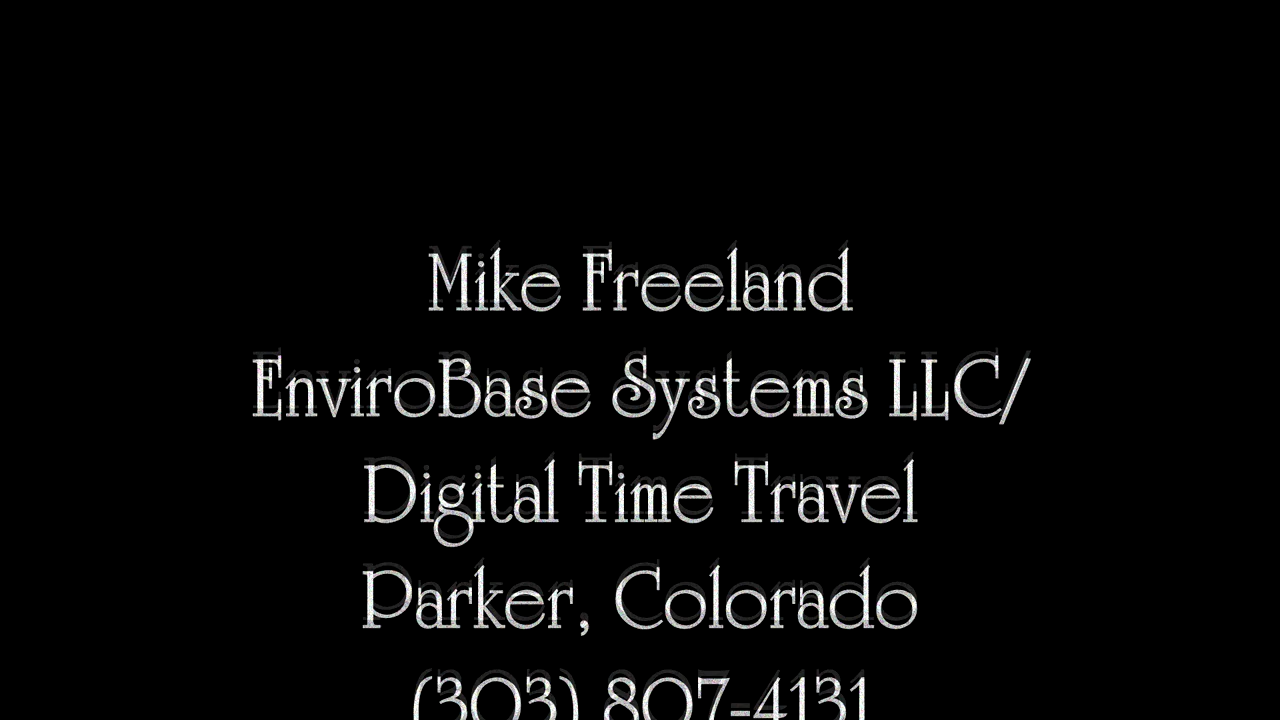 Mike Freeland
EnviroBase Systems LLC/
Digital Time Travel
Parker, Colorado
(303) 807-4131